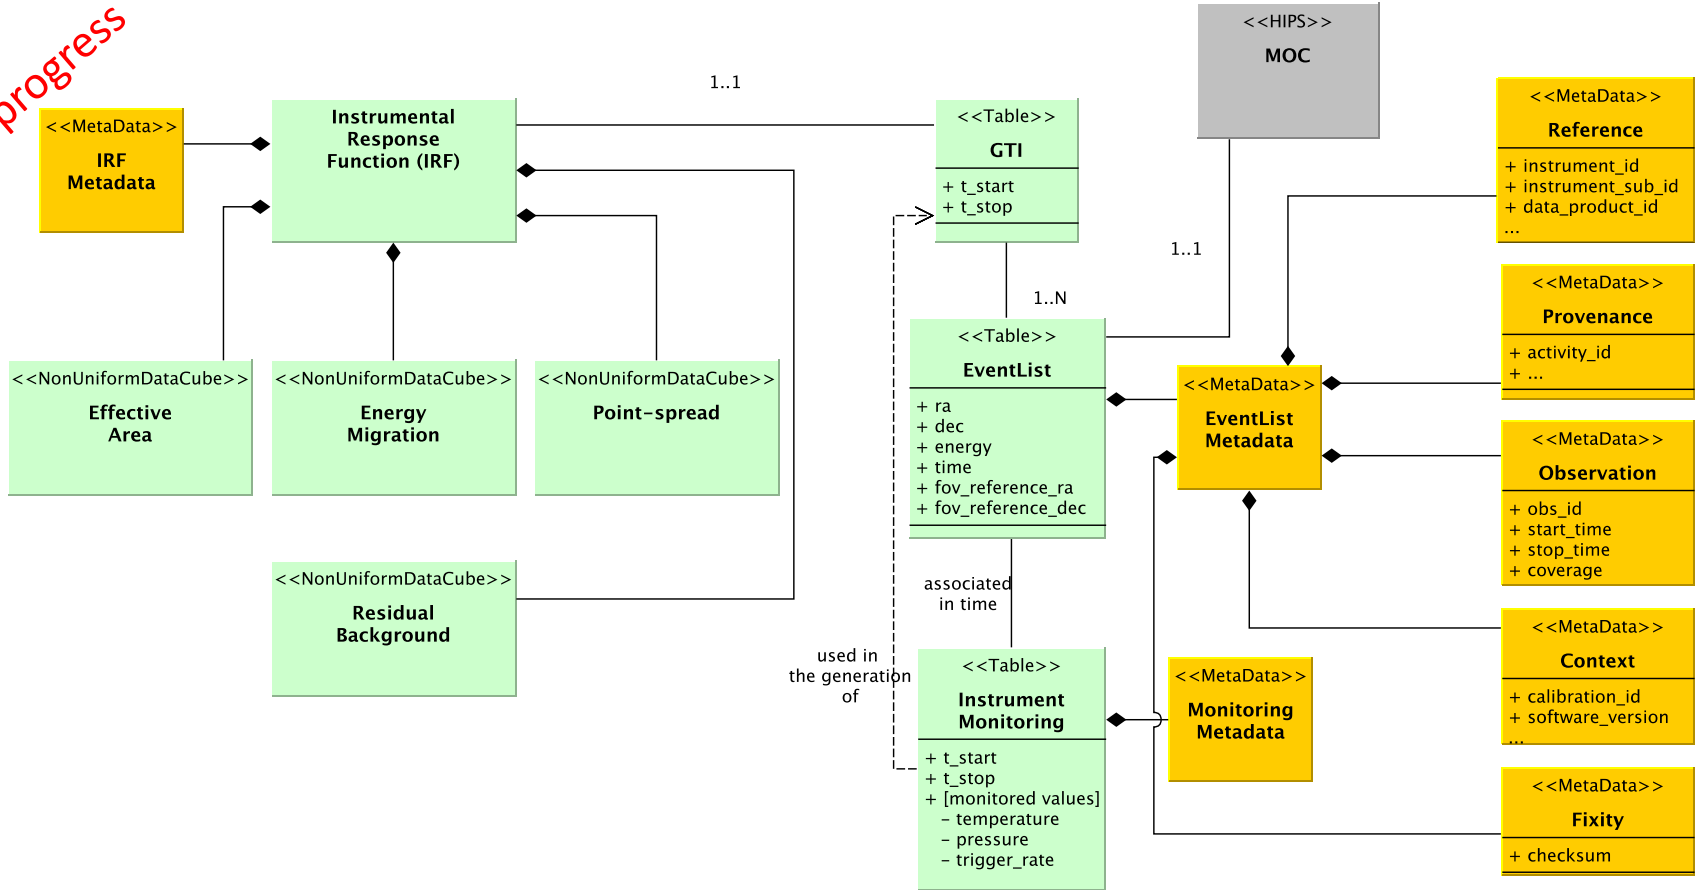 progress
<<MetaData>>
IRF
Metadata
Instrumental
Response
Function (IRF)
1..1
<<Table>>
GTI
+ t_start
+ t_stop
<<HIPS>>
MOC
1..1
1..N
<<MetaData>>
Reference
+ instrument_id
+ instrument_sub_id
+ data_product_id
...
<<MetaData>>
Provenance
+ activity_id
+ ...
<<NonUniformDataCube>>
Effective
Area
<<NonUniformDataCube>>
Energy
Migration
<<NonUniformDataCube>>
Point-spread
<<Table>>
EventList
+ ra
+ dec
+ energy
+ time
+ fov_reference_ra
+ fov_reference_dec
<<MetaData>>
EventList
Metadata
<<MetaData>>
Observation
+ obs_id
+ start_time
+ stop_time
+ coverage
<<NonUniformDataCube>>
Residual
Background
associated
in time
used in
the generation
of
<<Table>>
Instrument
Monitoring
+ t_start
+ t_stop
+ [monitored values]
– temperature
– pressure
– trigger_rate
<<MetaData>>
Monitoring
Metadata
<<MetaData>>
Context
+ calibration_id
+ software_version
...
<<MetaData>>
Fixity
+ checksum